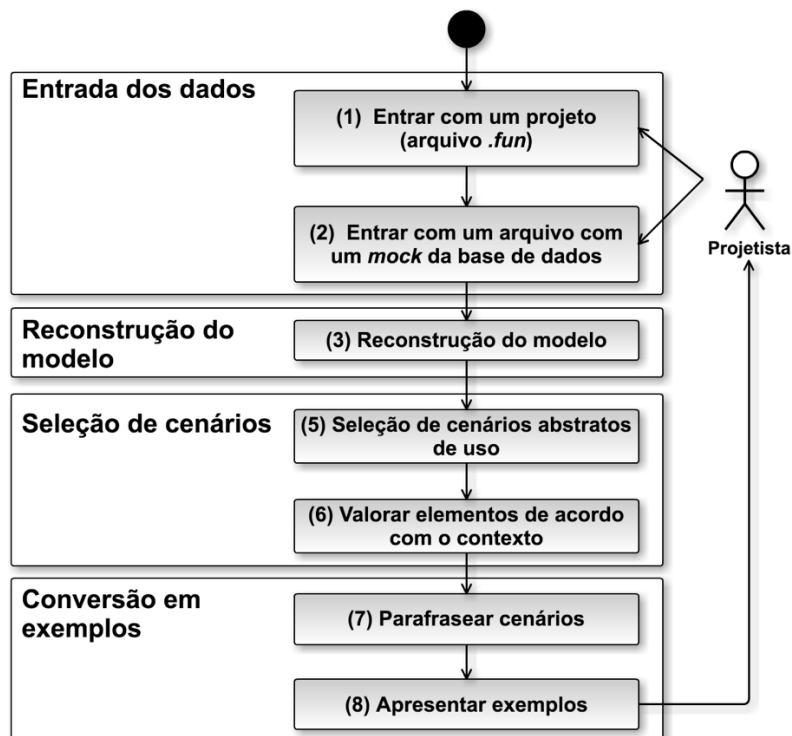 Entrada dos dados
(1) Entrar com um projeto
(arquivo .fun)
(2) Entrar com um arquivo com
um mock da base de dados
Projetista
Reconstrução do
modelo
(3) Reconstrução do modelo
Seleção de cenários
(5) Seleção de cenários abstratos
de uso
(6) Valorar elementos de acordo
com o contexto
Conversão em
exemplos
(7) Parafrasear cenários
(8) Apresentar exemplos